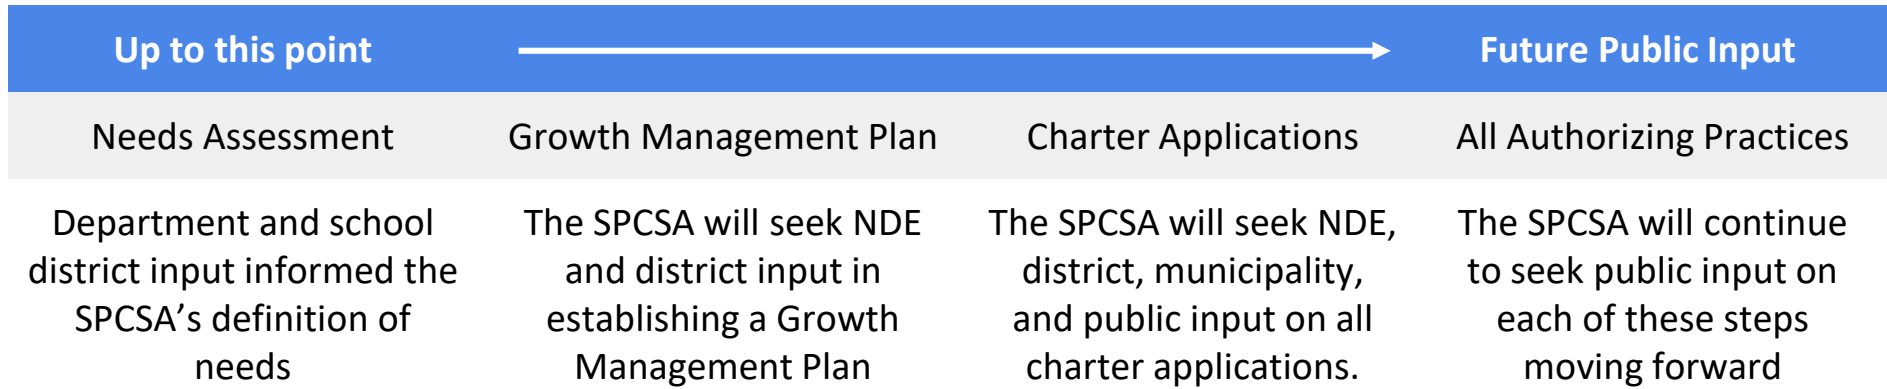 Up to this point
Future Public Input
Needs Assessment
Growth Management Plan
Charter Applications
All Authorizing Practices
Department and school
district input informed the
SPCSA’s definition of
needs
The SPCSA will seek NDE
and district input in
establishing a Growth
Management Plan
The SPCSA will seek NDE,
district, municipality,
and public input on all
charter applications.
The SPCSA will continue
to seek public input on
each of these steps
moving forward